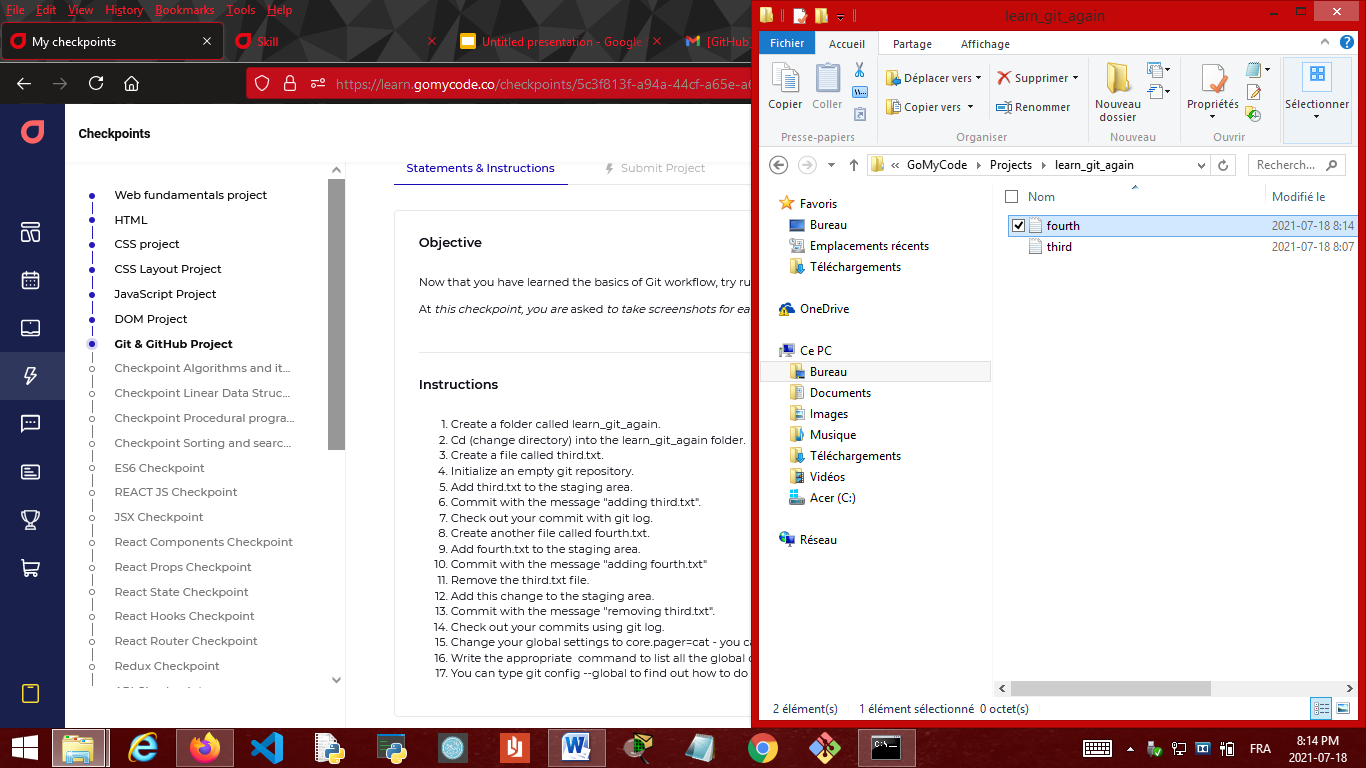 File Edit View History Bookmarks Tools Help
My checkpoints
Skill
Untitled presentation - Google
[GitHub
https://learn.gomycode.co/checkpoints/5c3f813f-a94a-44cf-a65e-a6
Checkpoints
Web fundamentals project
HTML
CSS project
CSS Layout Project
JavaScript Project
DOM Project
Git & GitHub Project
Checkpoint Algorithms and it...
Checkpoint Linear Data Struc...
Checkpoint Procedural progra...
Checkpoint Sorting and searc...
ES6 Checkpoint
REACT JS Checkpoint
JSX Checkpoint
React Components Checkpoint
React Props Checkpoint
React State Checkpoint
React Hooks Checkpoint
React Router Checkpoint
Redux Checkpoint
Statements & Instructions
Submit Project
Objective
Now that you have learned the basics of Git workflow, try ru
At this checkpoint, you are asked to take screenshots for ea
Instructions
1. Create a folder called learn_git_again.
2. Cd (change directory) into the learn_git_again folder.
3. Create a file called third.txt.
4. Initialize an empty git repository.
5. Add third.txt to the staging area.
6. Commit with the message "adding third.txt".
7. Check out your commit with git log.
8. Create another file called fourth.txt.
9. Add fourth.txt to the staging area.
10. Commit with the message "adding fourth.txt"
11. Remove the third.txt file.
12. Add this change to the staging area.
13. Commit with the message "removing third.txt".
14. Check out your commits using git log.
15. Change your global settings to core.pager=cat - you ca
16. Write the appropriate command to list all the global c
17. You can type git config --global to find out how to do
learn_git_again
Fichier Accueil Partage Affichage
Copier
Coller
Presse-papiers
Déplacer vers
Copier vers
Supprimer
Renommer
Organiser
Nouveau
dossier
Nouveau
Propriétés
Ouvrir
Sélectionner
« GoMyCode Projects learn_git_again
Recherc...
Favoris
Bureau
Emplacements récents
Téléchargements
OneDrive
Ce PC
Bureau
Documents
Images
Musique
Téléchargements
Vidéos
Acer (C:)
Réseau
Nom Modifié le
fourth 2021-07-18 8:14
third 2021-07-18 8:07
2 élément(s) 1 élément sélectionné 0 octet(s)
FRA
8:14 PM
2021-07-18